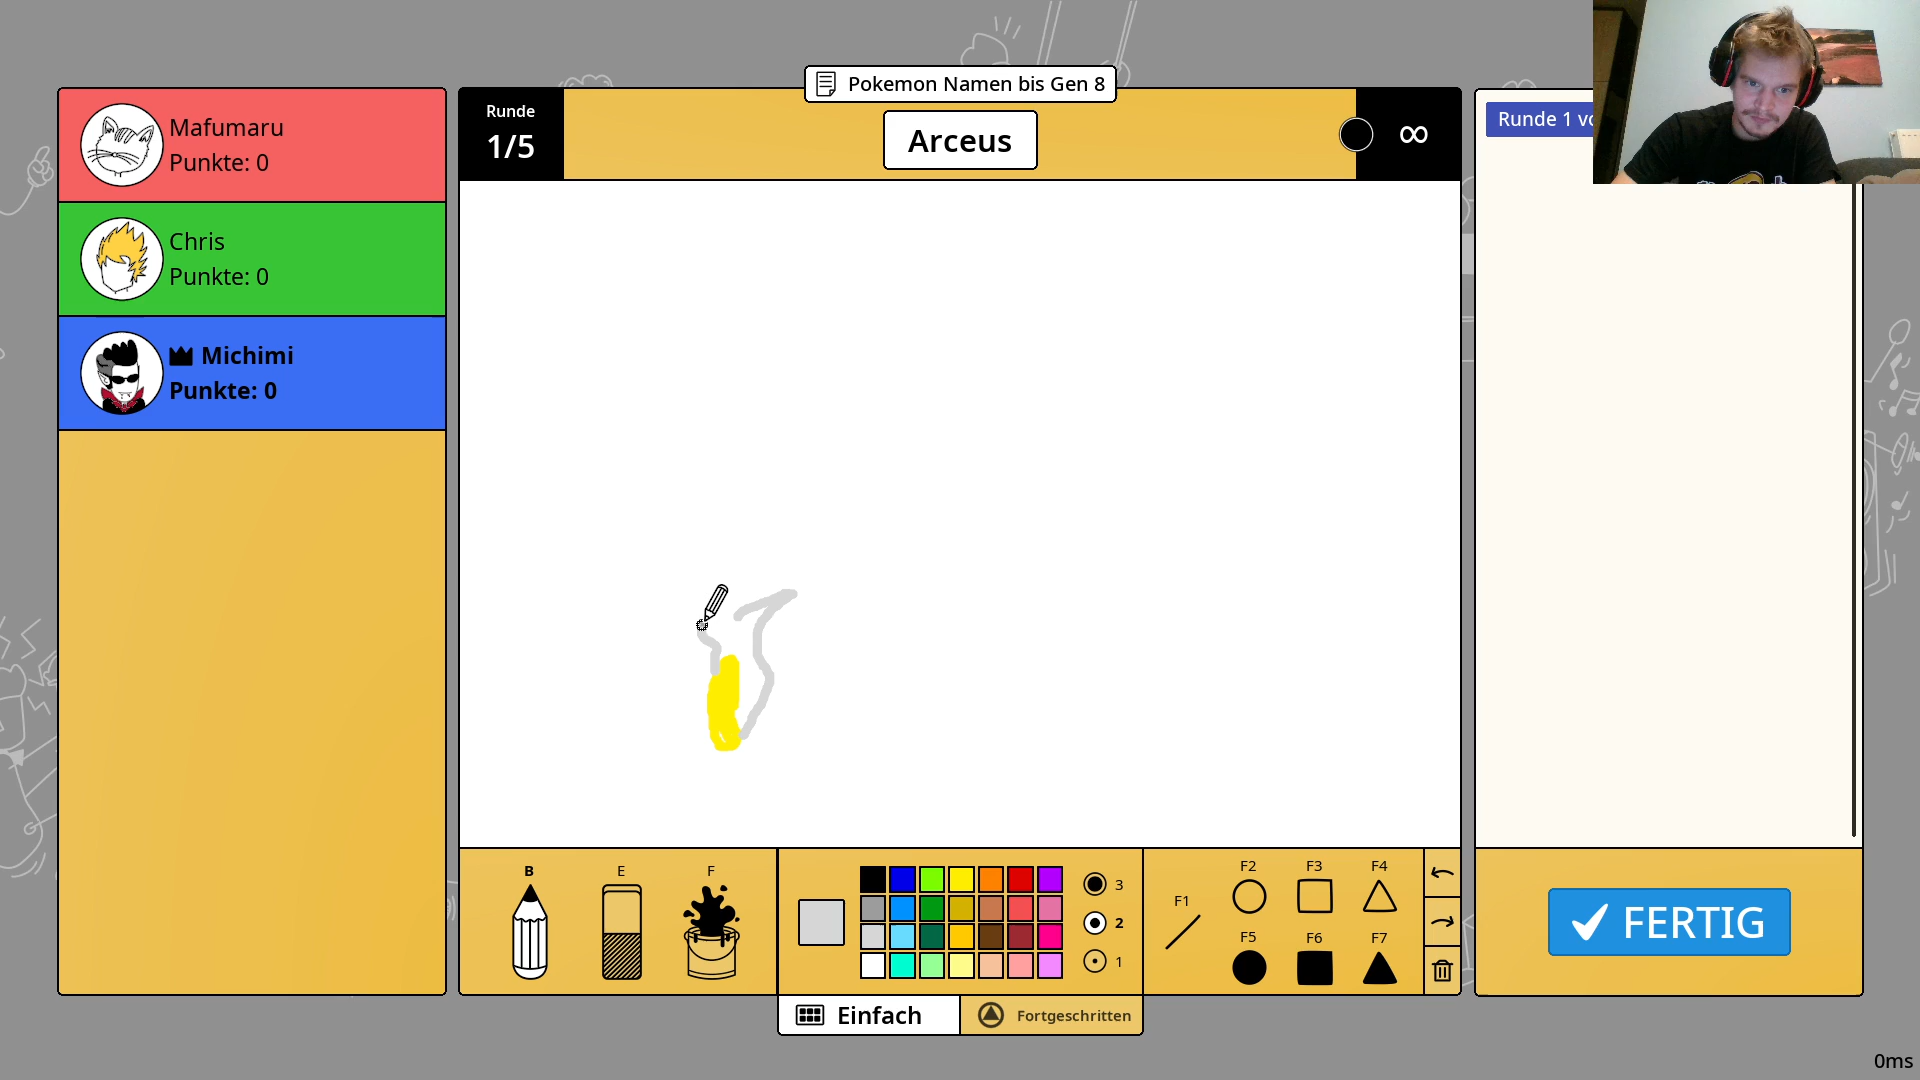 Pokemon Namen bis Gen 8
Runde
1/5
Arceus
∞
Mafumaru
Punkte: 0
Chris
Punkte: 0
Michimi
Punkte: 0
Runde 1 vo
B
E
F
3
2
1
F1
F2
F3
F4
F5
F6
F7
FERTIG
Einfach
Fortgeschritten
0ms